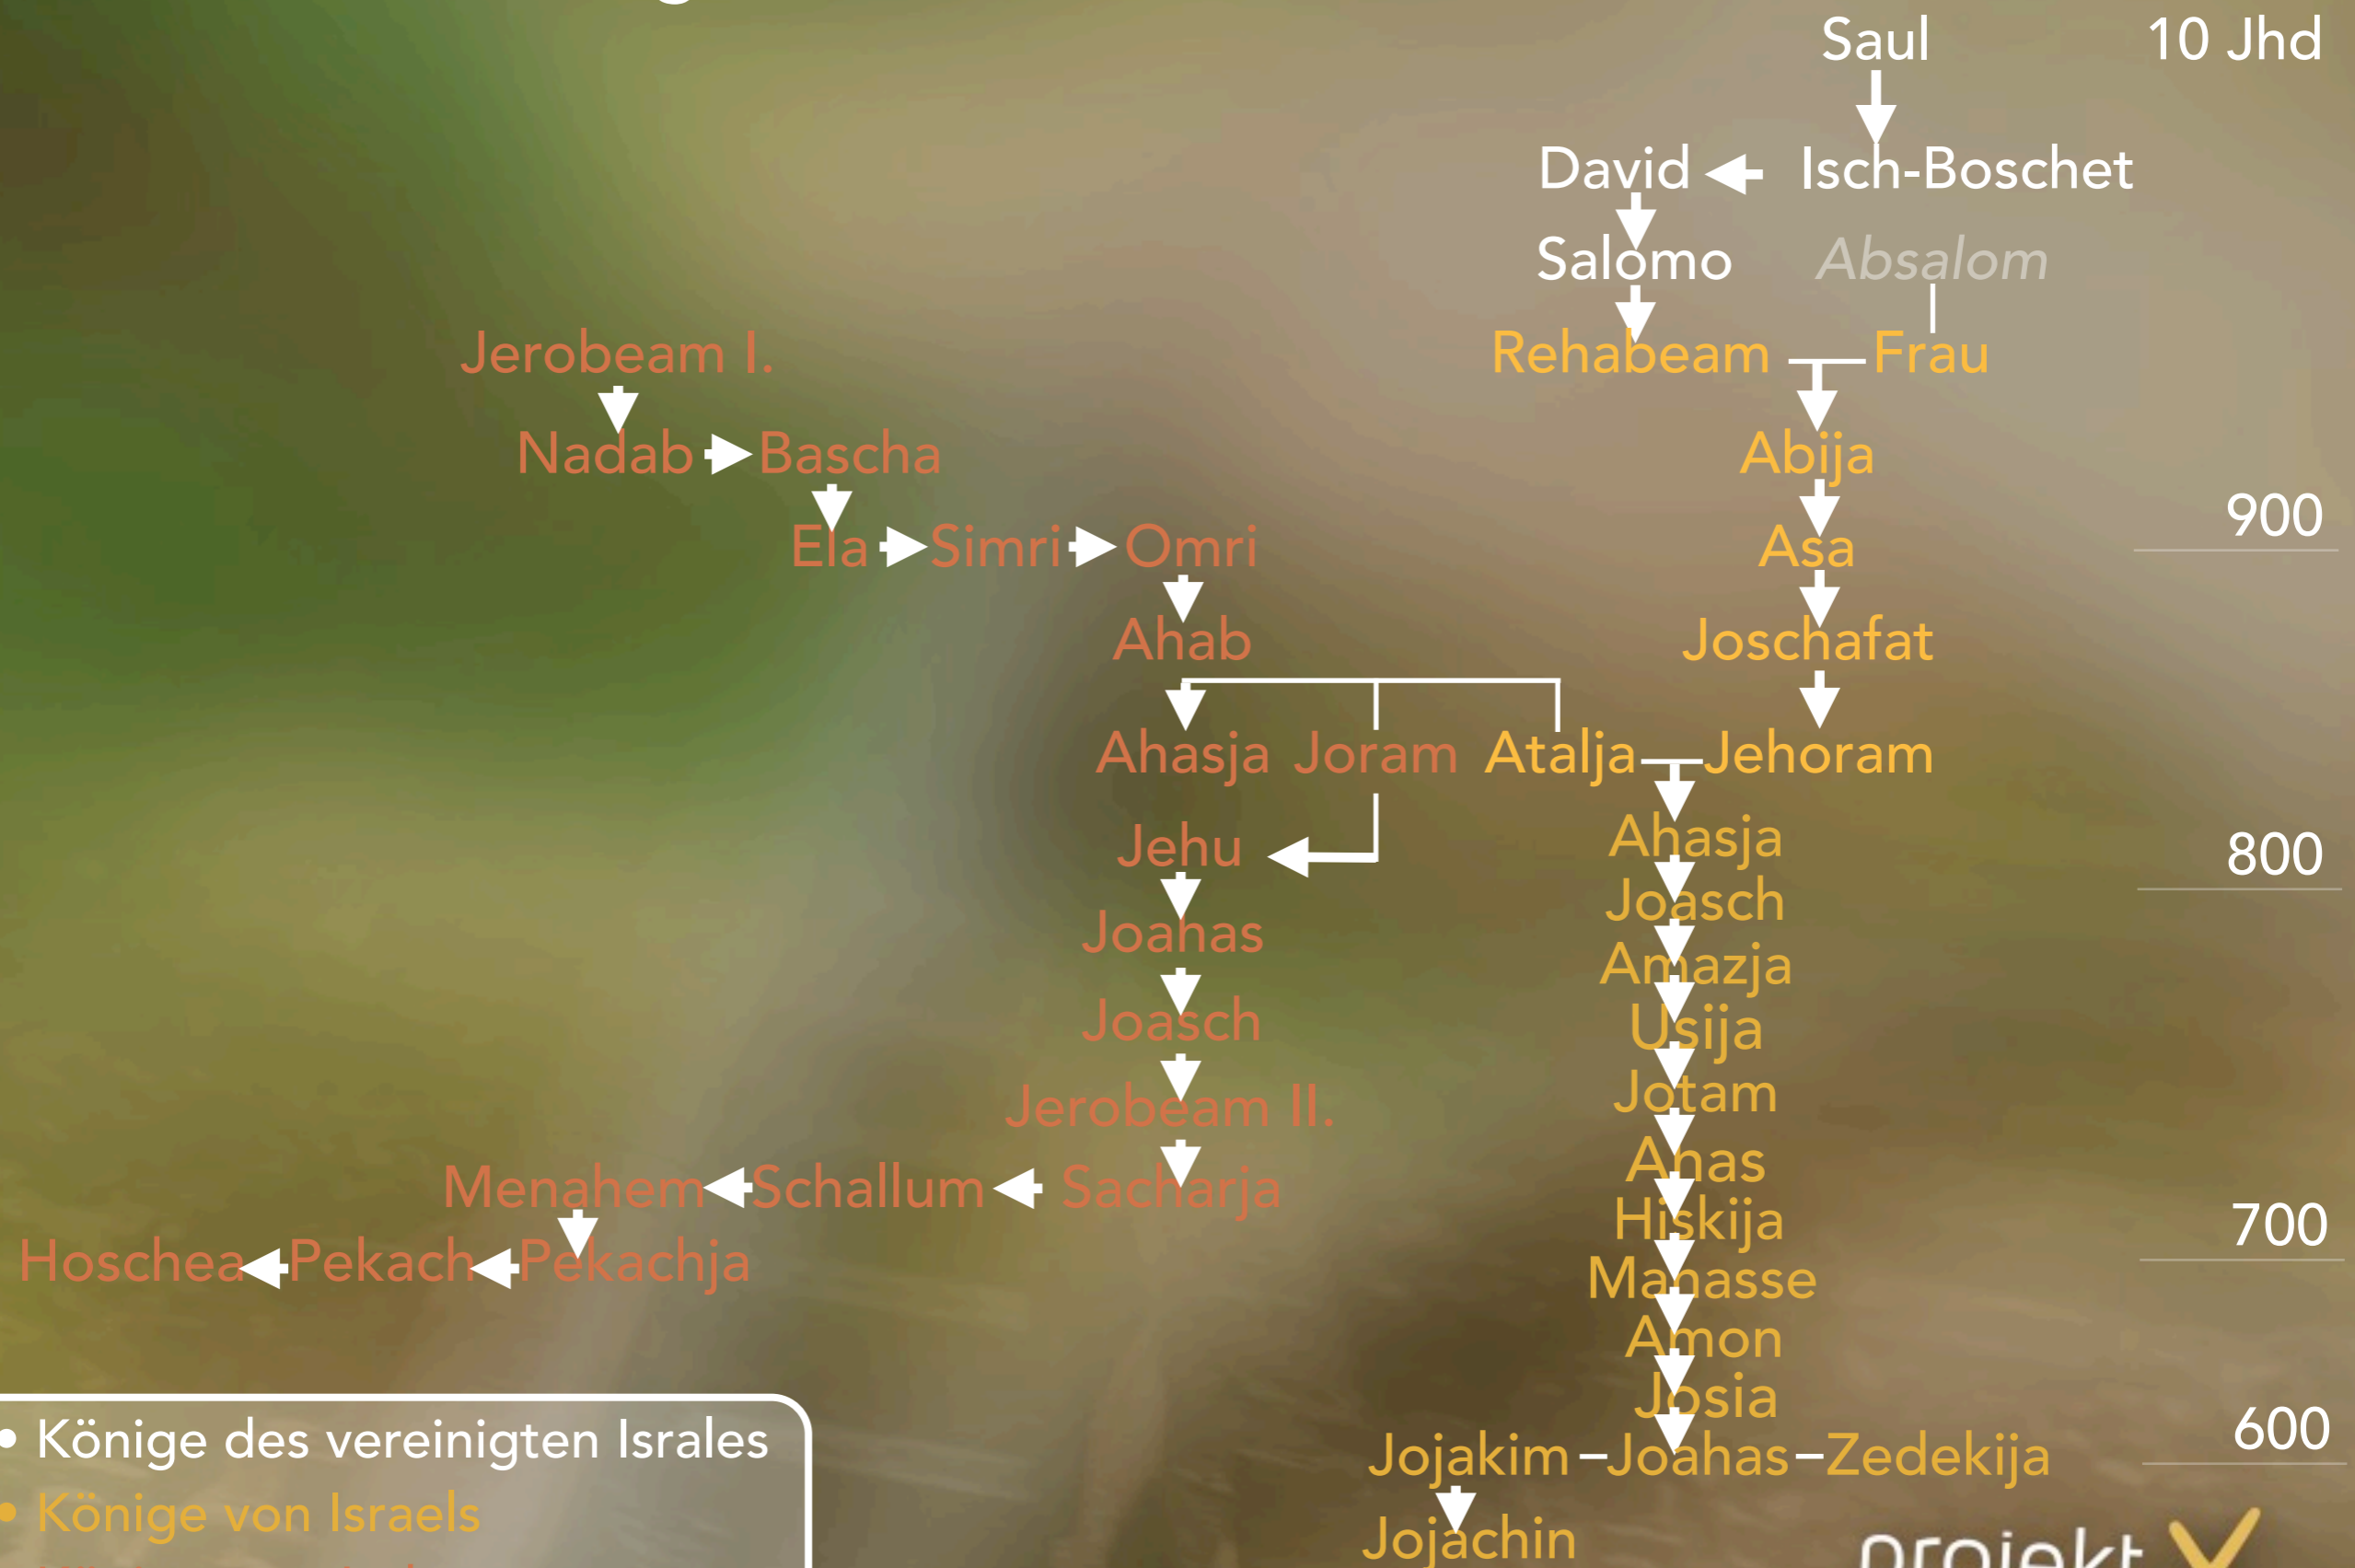 Saul 10 Jhd
David Isch-Boschet
Salomo Absalom
Jerobeam I. Rehabeam Frau
Nadab Bascha Abija
900
Ela Simri Omri Asa
Ahab Joschafat
Ahasja Joram Atalja Jehoram
Ahasja
Jehu 800
Joasch
Joahas
Amazja
Joasch Usija
Jotam
Jerobeam II.
Anas
Menahem Schallum Sacharja
Hiskija 700
Hoschea Pekach Pekachja
Manasse
Amon
Josia
600
• Könige des vereinigten Israles
Jojakim Joahas Zedekija
• Könige von Israels
Jojachin
projekt